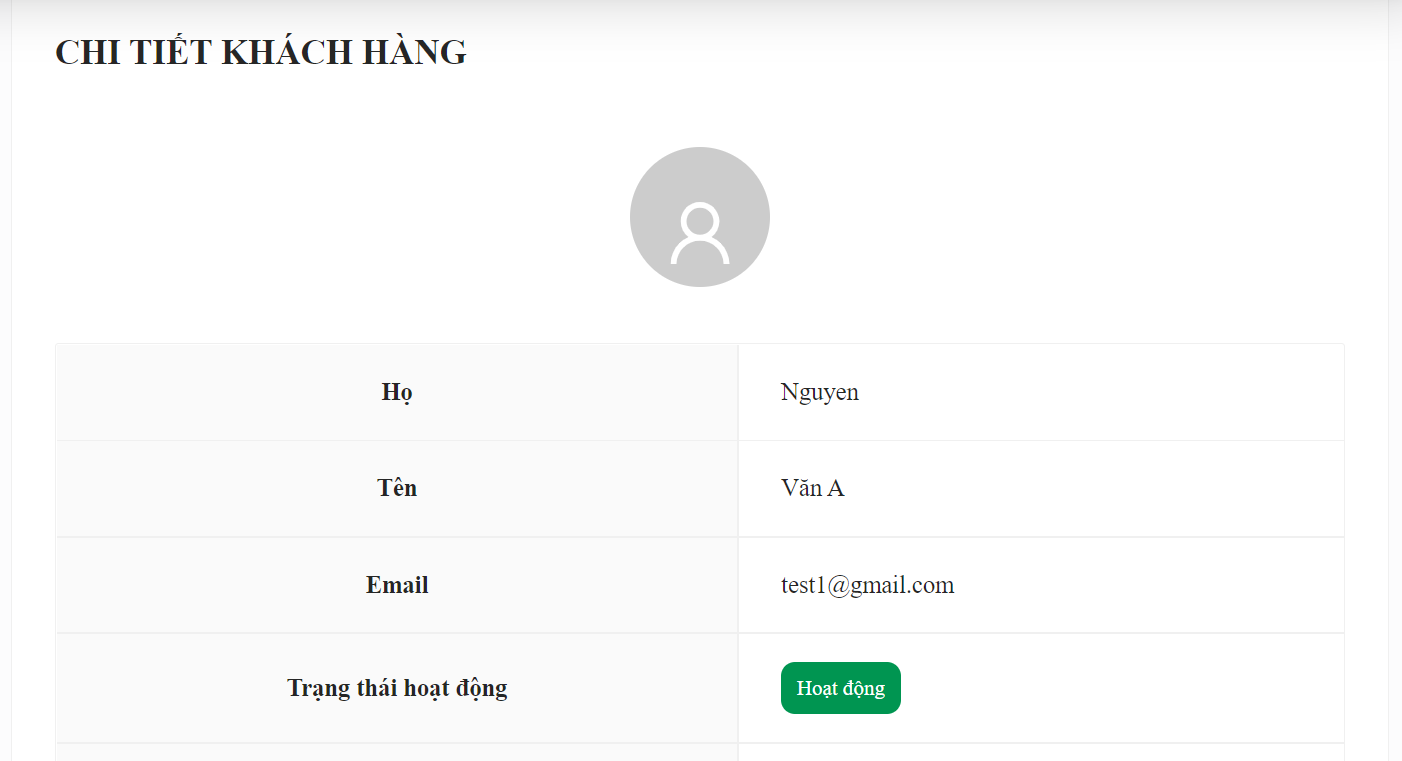 CHI TIẾT KHÁCH HÀNG
Họ
Nguyen
Tên
Văn A
Email
test1@gmail.com
Trạng thái hoạt động
Hoạt động